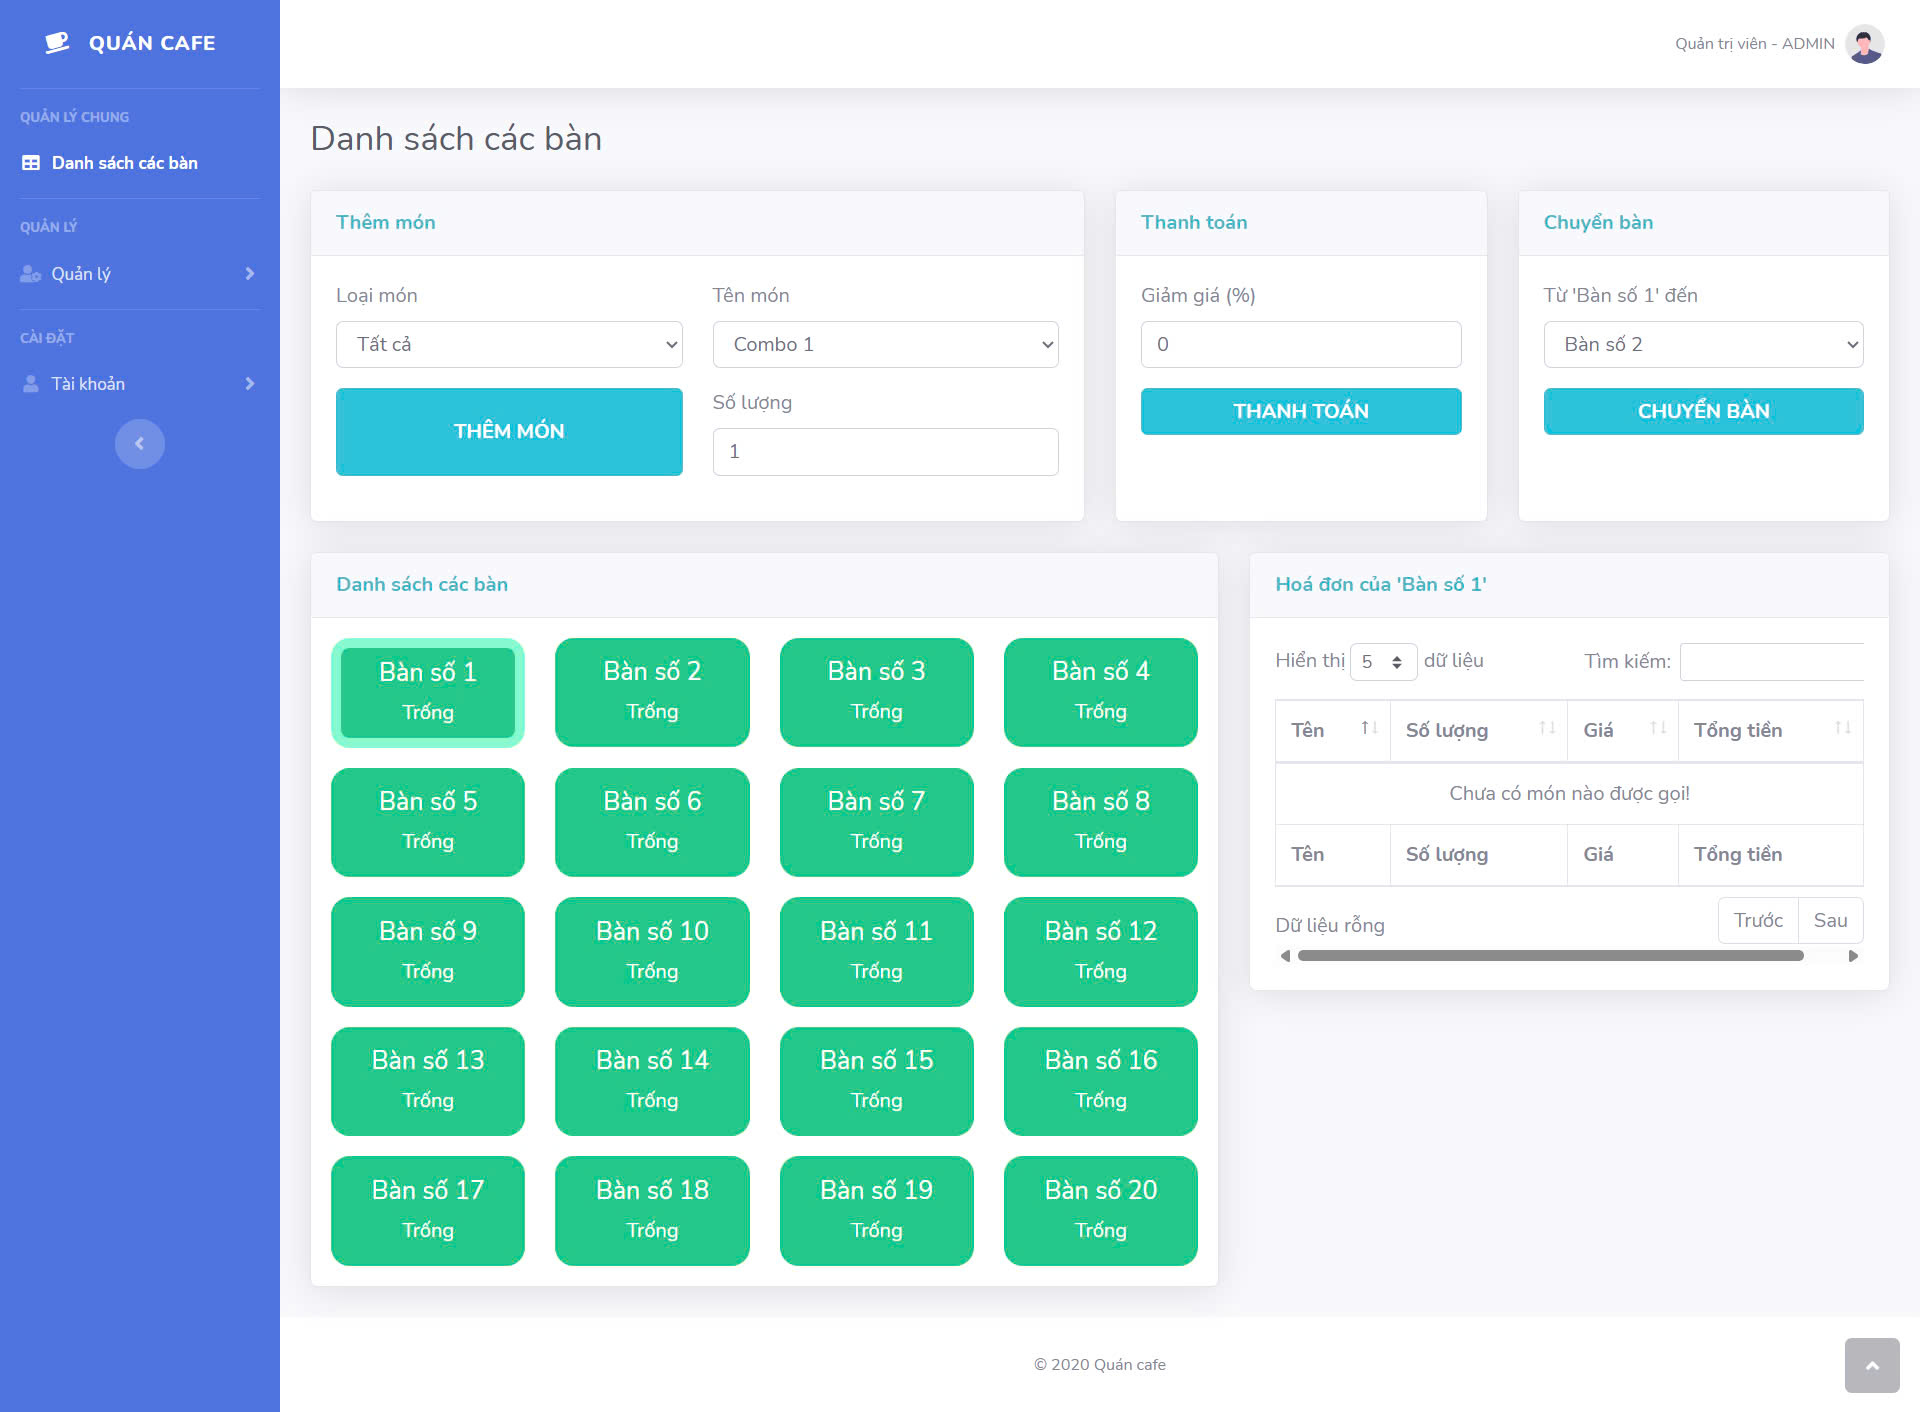 QUÁN CAFE
Quản trị viên - ADMIN
QUẢN LÝ CHUNG
Danh sách các bàn
QUẢN LÝ
Quản lý
CÀI ĐẶT
Tài khoản
Danh sách các bàn
Thêm món
Loại món
Tên món
Tất cả
Combo 1
THÊM MÓN
Số lượng
1
Thanh toán
Giảm giá (%)
0
THANH TOÁN
Chuyển bàn
Từ 'Bàn số 1' đến
Bàn số 2
CHUYỂN BÀN
Danh sách các bàn
Bàn số 1
Trống
Bàn số 2
Trống
Bàn số 3
Trống
Bàn số 4
Trống
Bàn số 5
Trống
Bàn số 6
Trống
Bàn số 7
Trống
Bàn số 8
Trống
Bàn số 9
Trống
Bàn số 10
Trống
Bàn số 11
Trống
Bàn số 12
Trống
Bàn số 13
Trống
Bàn số 14
Trống
Bàn số 15
Trống
Bàn số 16
Trống
Bàn số 17
Trống
Bàn số 18
Trống
Bàn số 19
Trống
Bàn số 20
Trống
Hoá đơn của 'Bàn số 1'
Hiển thị 5 dữ liệu
Tìm kiếm:
Tên Số lượng Giá Tổng tiền
Chưa có món nào được gọi!
Tên Số lượng Giá Tổng tiền
Dữ liệu rỗng
Trước Sau
© 2020 Quán cafe